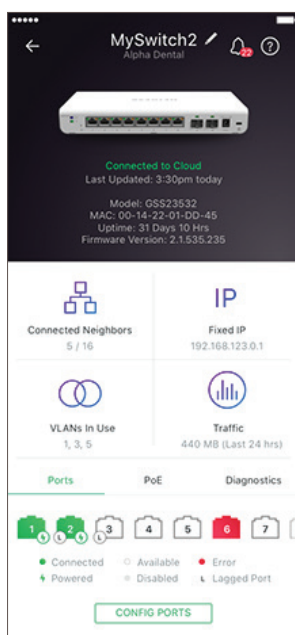 MySwitch2
Alpha Dental
22
?
NETGEAR
Connected to Cloud
Last Updated: 3:30pm today
Model: GSS23532
MAC: 00-14-22-01-DD-45
Uptime: 31 Days 10 Hrs
Firmware Version: 2.1.535.235
IP
Connected Neighbors
5 / 16
Fixed IP
192.168.123.0.1
VLANs In Use
1, 3, 5
Traffic
440 MB (Last 24 hrs)
Ports PoE Diagnostics
1 2 3 4 5 6 7
L L
Connected Available Error
Powered Disabled L Lagged Port
CONFIG PORTS